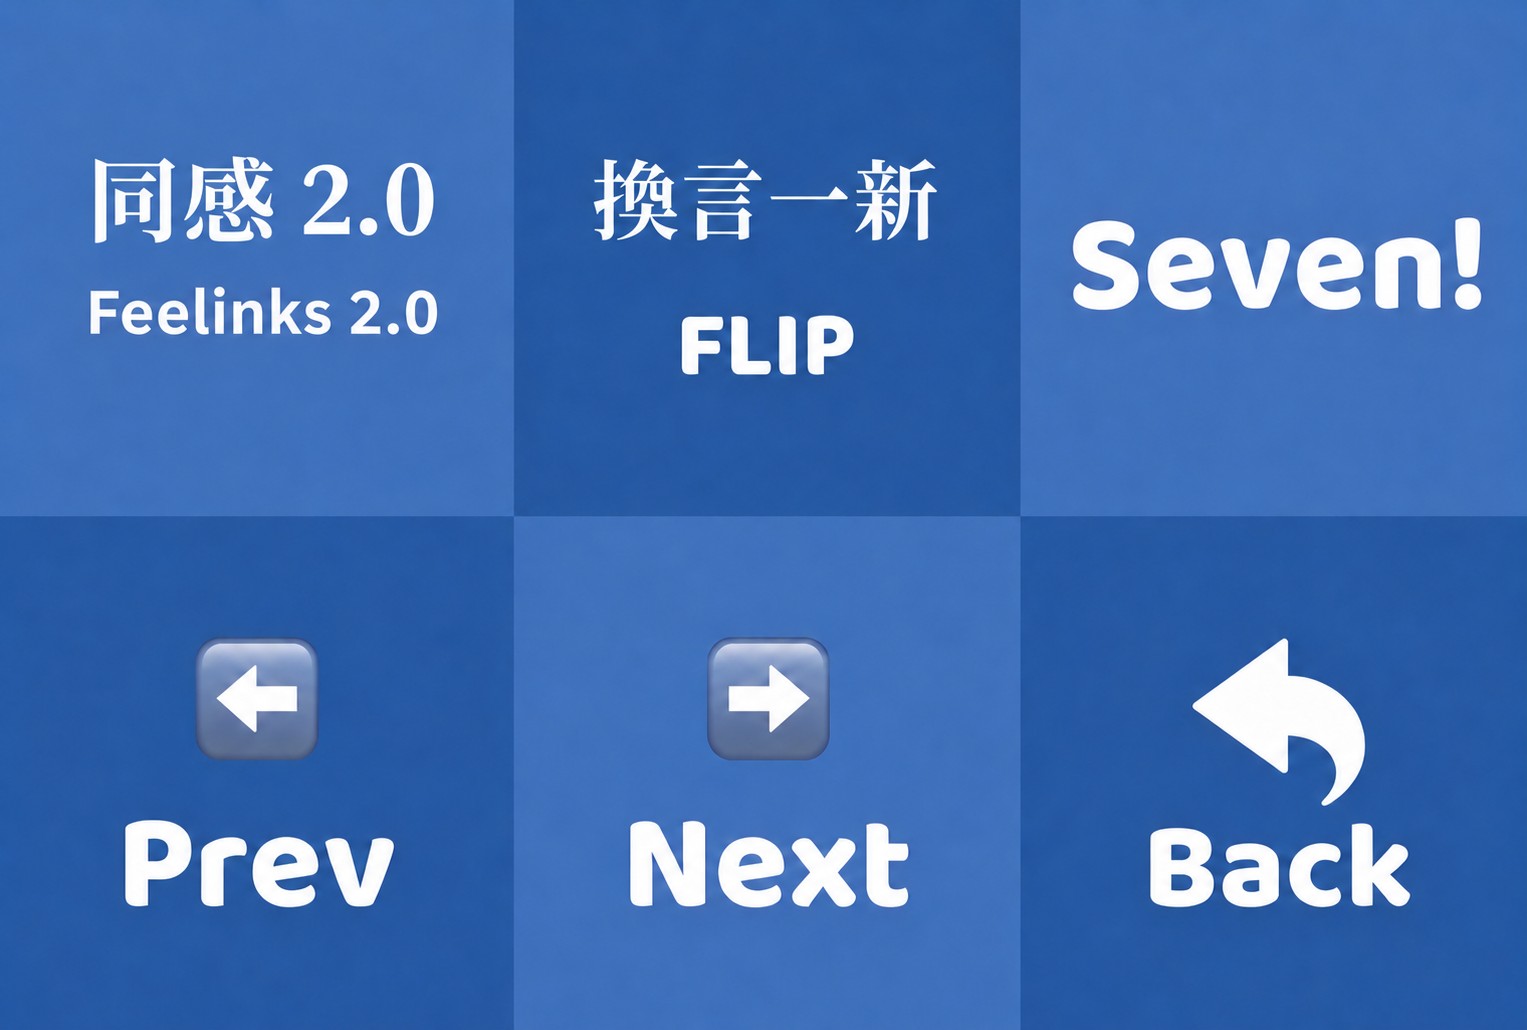 同感 2.0
Feelinks 2.0
換言一新
FLIP
Seven!
Prev
Next
Back